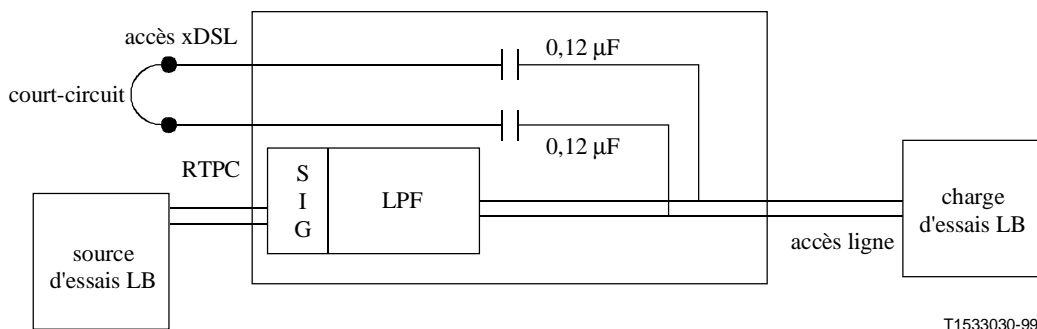 accès xDSL
0,12 µF
court-circuit
0,12 µF
RTPC
S
I
G
LPF
source
d'essais LB
charge
d'essais LB
accès ligne
T1533030-99